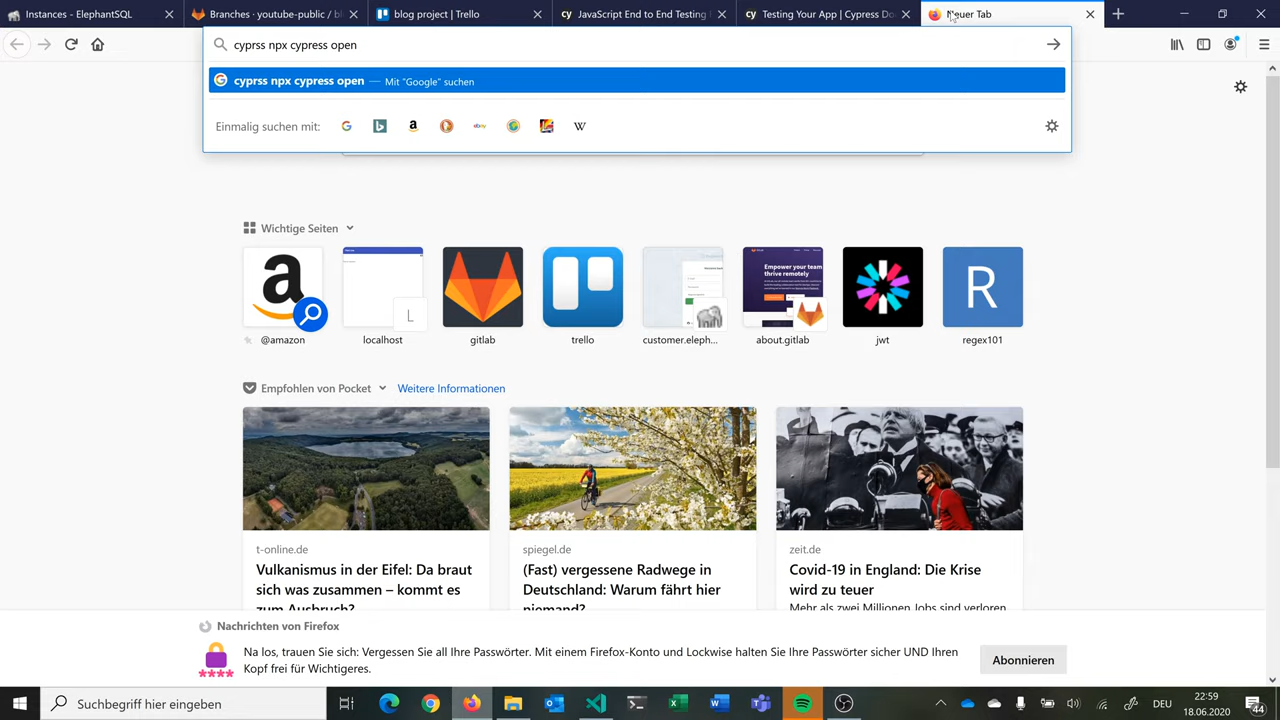 Instances - ElephantSQL
Branches · cube-public / b
blog project | Trello
JavaScript End to End Testing
Testing Your App | Cypress Do
Neuer Tab
cyprss npx cypress open
cyprss npx cypress open — Mit "Google" suchen
Einmalig suchen mit:
Wichtige Seiten
@amazon
localhost
gitlab
trello
customer.eleph...
about.gitlab
jwt
regex101
Empfohlen von Pocket
Weitere Informationen
t-online.de
Vulkanismus in der Eifel: Da braut
sich was zusammen – kommt es
zum Ausbruch?
spiegel.de
(Fast) vergessene Radwege in
Deutschland: Warum fährt hier
niemand?
zeit.de
Covid-19 in England: Die Krise
wird zu teuer
Mehr als zwei Millionen Jobs sind verloren
Nachrichten von Firefox
Na los, trauen Sie sich: Vergessen Sie all Ihre Passwörter. Mit einem Firefox-Konto und Lockwise halten Sie Ihre Passwörter sicher UND Ihren
Kopf frei für Wichtigeres.
Abonnieren
Suchbegriff hier eingeben
DEU
22:59
18.06.2020
44